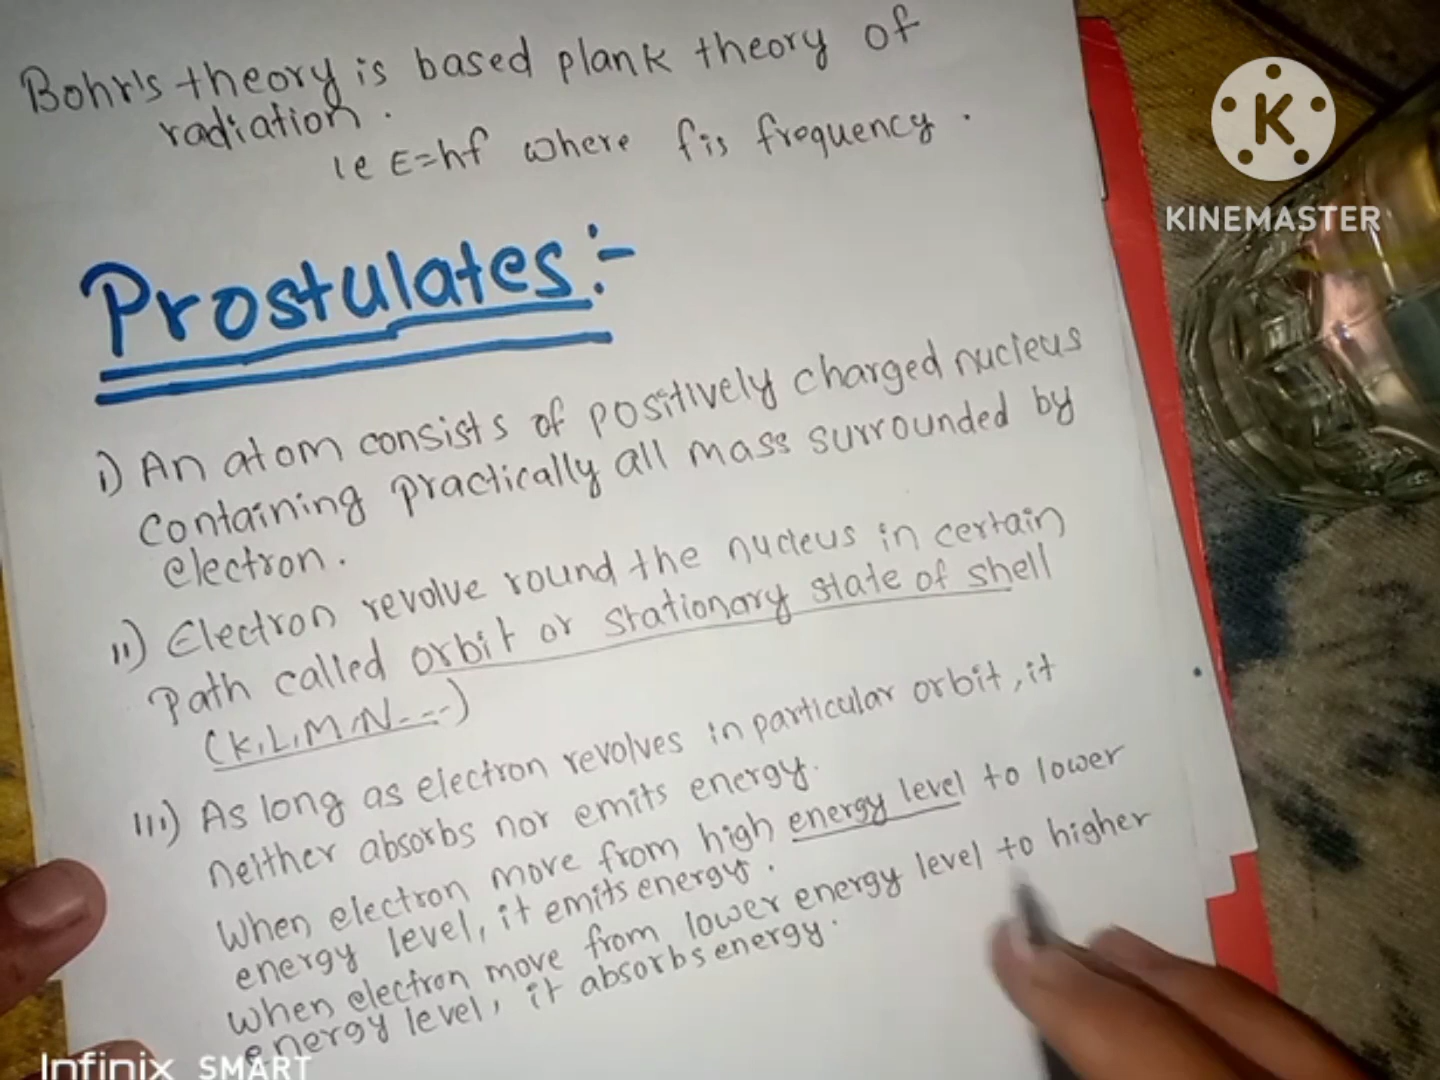 Bohr's theory is based plank theory of
radiation.
ie E=hf where f is frequency.
Prostulates:-
i) An atom consists of positively charged nucleus
containing practically all mass surrounded by
electron.
ii) Electron revolve round the nucleus in certain
Path called orbit or stationary state of shell
(K,L,M,N----)
iii) As long as electron revolves in particular orbit, it
neither absorbs nor emits energy.
When electron move from high energy level to lower
energy level, it emits energy.
When electron move from lower energy level to higher
energy level, it absorbs energy.
K
KINEMASTER
Infinix SMART